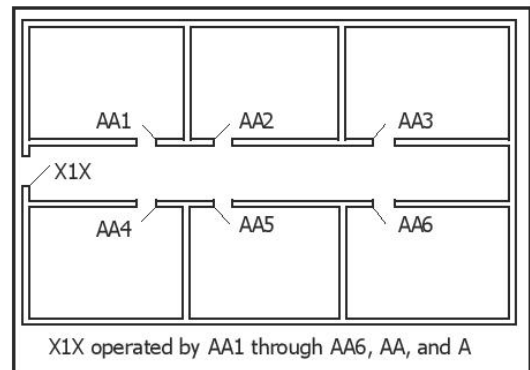 AA1
AA2
AA3
X1X
AA4
AA5
AA6
X1X operated by AA1 through AA6, AA, and A